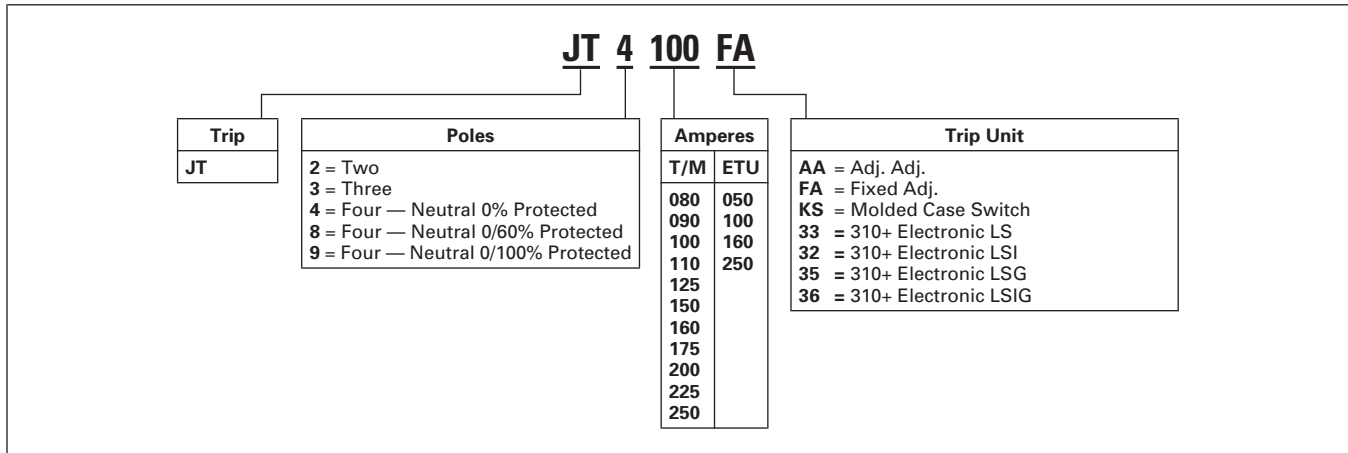 JT 4 100 FA
Trip
JT
Poles
2 = Two
3 = Three
4 = Four — Neutral 0% Protected
8 = Four — Neutral 0/60% Protected
9 = Four — Neutral 0/100% Protected
Amperes
T/M ETU
080 050
090 100
100 160
110 250
125
150
160
175
200
225
250
Trip Unit
AA = Adj. Adj.
FA = Fixed Adj.
KS = Molded Case Switch
33 = 310+ Electronic LS
32 = 310+ Electronic LSI
35 = 310+ Electronic LSG
36 = 310+ Electronic LSIG